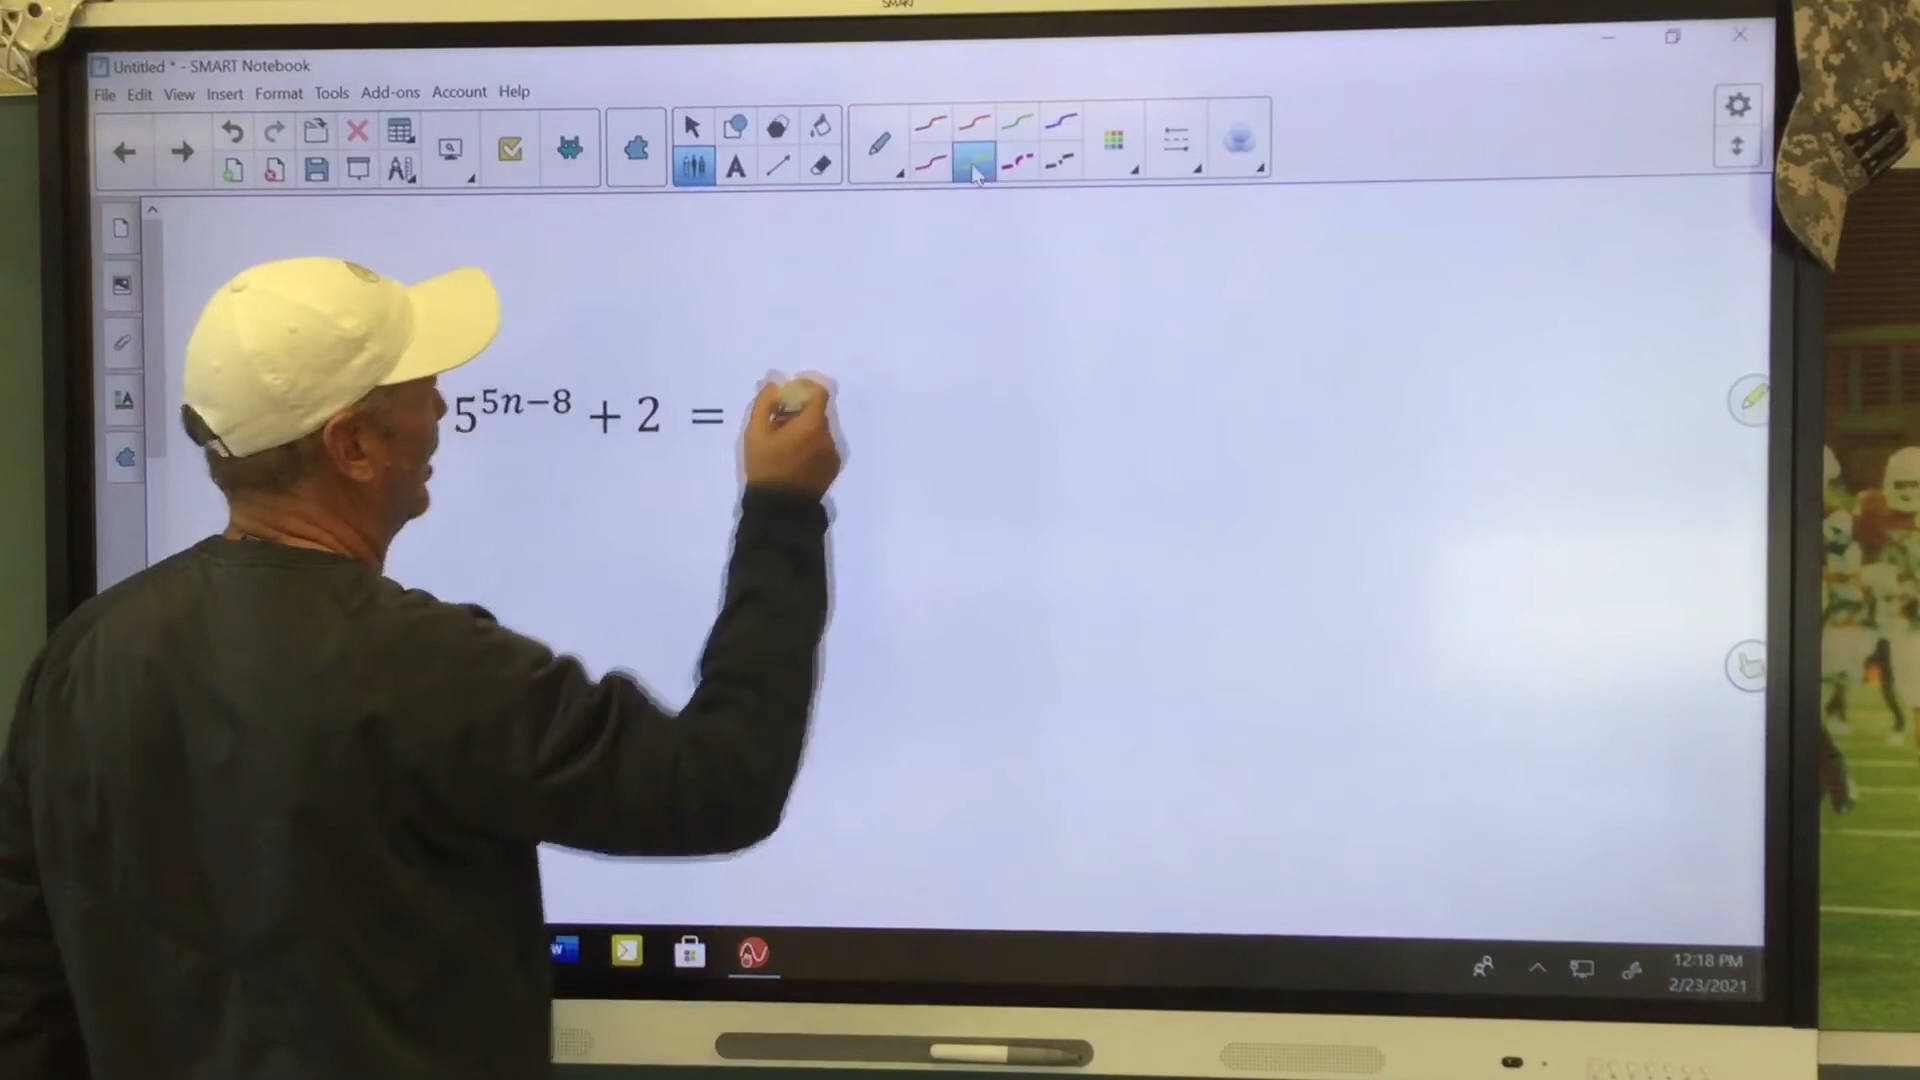 SMART
Untitled * - SMART Notebook
File Edit View Insert Format Tools Add-ons Account Help
A
5^{5n−8} + 2 =
W
12:18 PM
2/23/2021